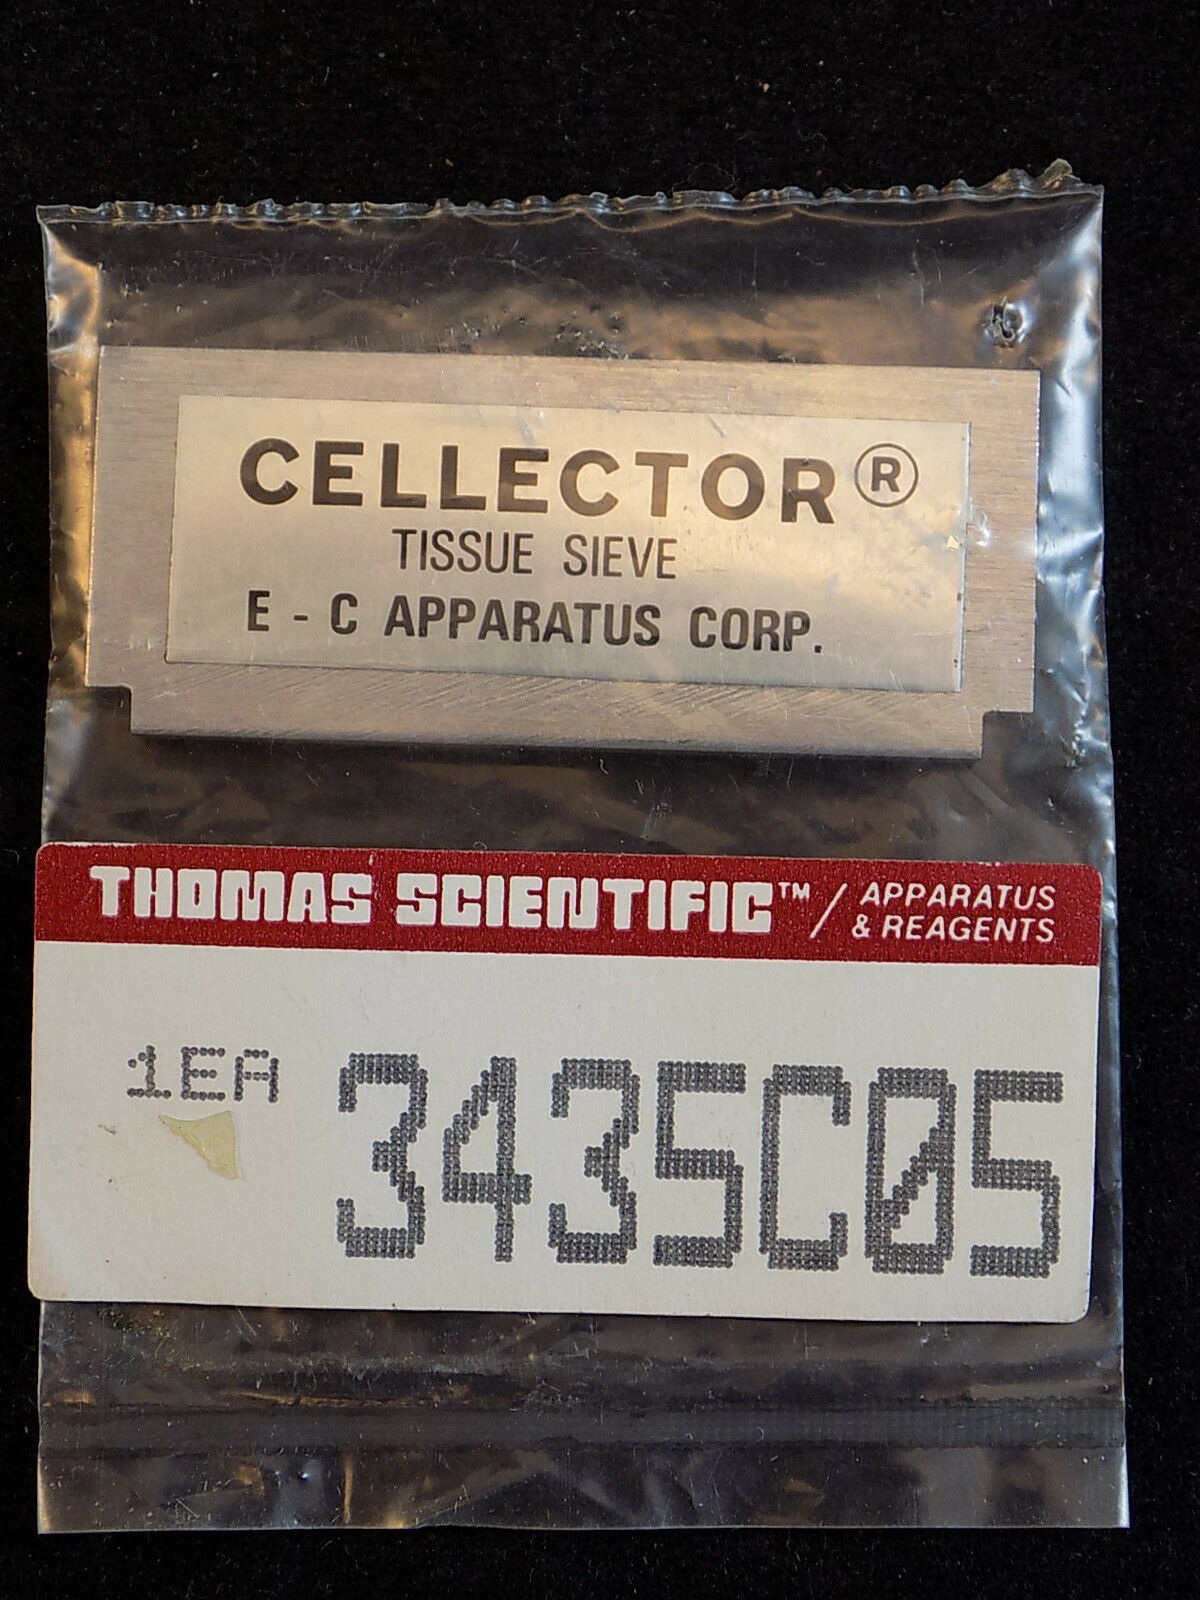 CELLECTOR®
TISSUE SIEVE
E - C APPARATUS CORP.
THOMAS SCIENTIFIC™ / APPARATUS
& REAGENTS
1EA 3435C05